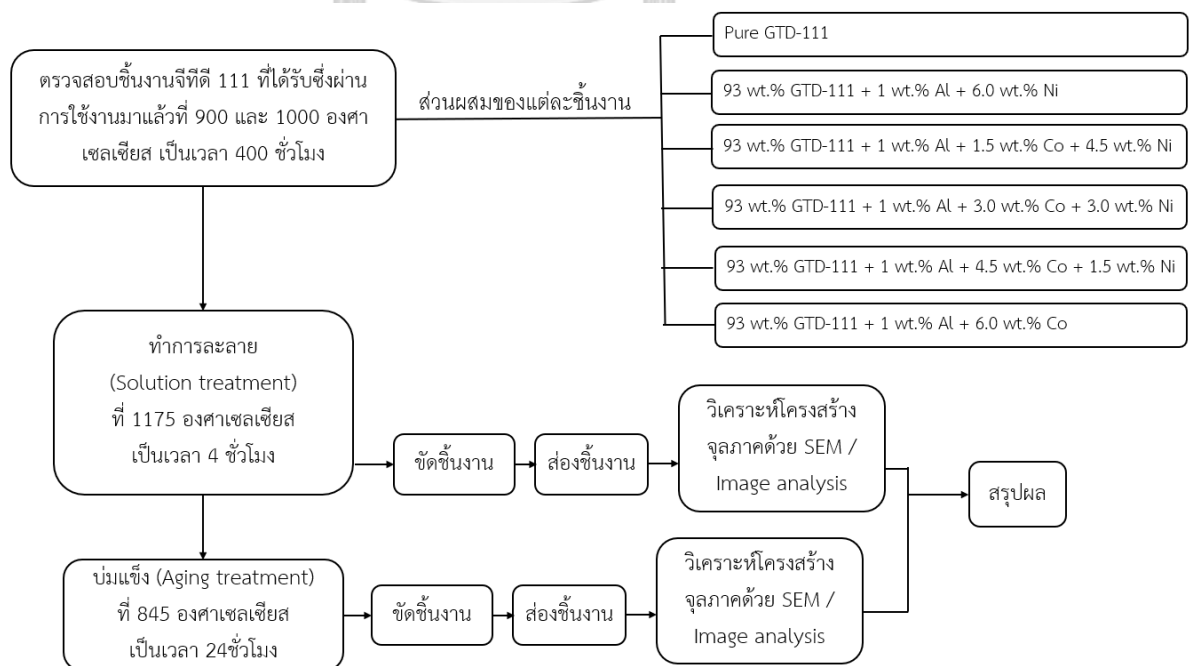 ตรวจสอบชิ้นงานจีทีดี 111 ที่ได้รับซึ่งผ่าน
การใช้งานมาแล้วที่ 900 และ 1000 องศา
เซลเซียส เป็นเวลา 400 ชั่วโมง
ส่วนผสมของแต่ละชิ้นงาน
Pure GTD-111
93 wt.% GTD-111 + 1 wt.% Al + 6.0 wt.% Ni
93 wt.% GTD-111 + 1 wt.% Al + 1.5 wt.% Co + 4.5 wt.% Ni
93 wt.% GTD-111 + 1 wt.% Al + 3.0 wt.% Co + 3.0 wt.% Ni
93 wt.% GTD-111 + 1 wt.% Al + 4.5 wt.% Co + 1.5 wt.% Ni
93 wt.% GTD-111 + 1 wt.% Al + 6.0 wt.% Co
ทำการละลาย
(Solution treatment)
ที่ 1175 องศาเซลเซียส
เป็นเวลา 4 ชั่วโมง
ขัดชิ้นงาน
ส่องชิ้นงาน
วิเคราะห์โครงสร้าง
จุลภาคด้วย SEM /
Image analysis
สรุปผล
บ่มแข็ง (Aging treatment)
ที่ 845 องศาเซลเซียส
เป็นเวลา 24ชั่วโมง
ขัดชิ้นงาน
ส่องชิ้นงาน
วิเคราะห์โครงสร้าง
จุลภาคด้วย SEM /
Image analysis